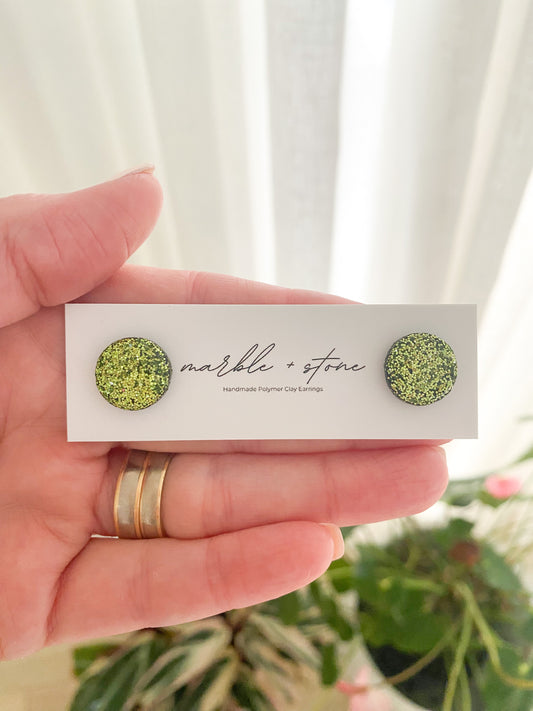 marble + stone
Handmade Polymer Clay Earrings